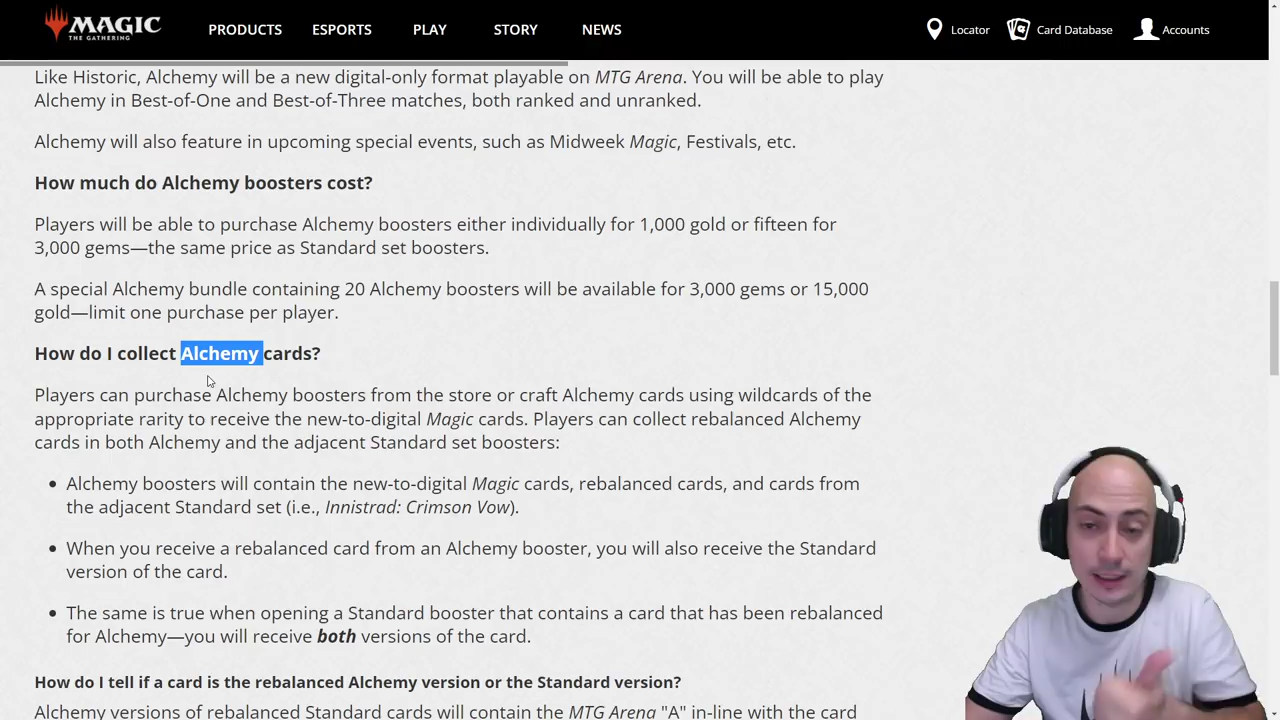 MAGIC
THE GATHERING
PRODUCTS ESPORTS PLAY STORY NEWS Locator Card Database Accounts
Like Historic, Alchemy will be a new digital-only format playable on MTG Arena. You will be able to play
Alchemy in Best-of-One and Best-of-Three matches, both ranked and unranked.
Alchemy will also feature in upcoming special events, such as Midweek Magic, Festivals, etc.
How much do Alchemy boosters cost?
Players will be able to purchase Alchemy boosters either individually for 1,000 gold or fifteen for
3,000 gems—the same price as Standard set boosters.
A special Alchemy bundle containing 20 Alchemy boosters will be available for 3,000 gems or 15,000
gold—limit one purchase per player.
How do I collect Alchemy cards?
Players can purchase Alchemy boosters from the store or craft Alchemy cards using wildcards of the
appropriate rarity to receive the new-to-digital Magic cards. Players can collect rebalanced Alchemy
cards in both Alchemy and the adjacent Standard set boosters:
• Alchemy boosters will contain the new-to-digital Magic cards, rebalanced cards, and cards from
the adjacent Standard set (i.e., Innistrad: Crimson Vow).
• When you receive a rebalanced card from an Alchemy booster, you will also receive the Standard
version of the card.
• The same is true when opening a Standard booster that contains a card that has been rebalanced
for Alchemy—you will receive both versions of the card.
How do I tell if a card is the rebalanced Alchemy version or the Standard version?
Alchemy versions of rebalanced Standard cards will contain the MTG Arena "A" in-line with the card